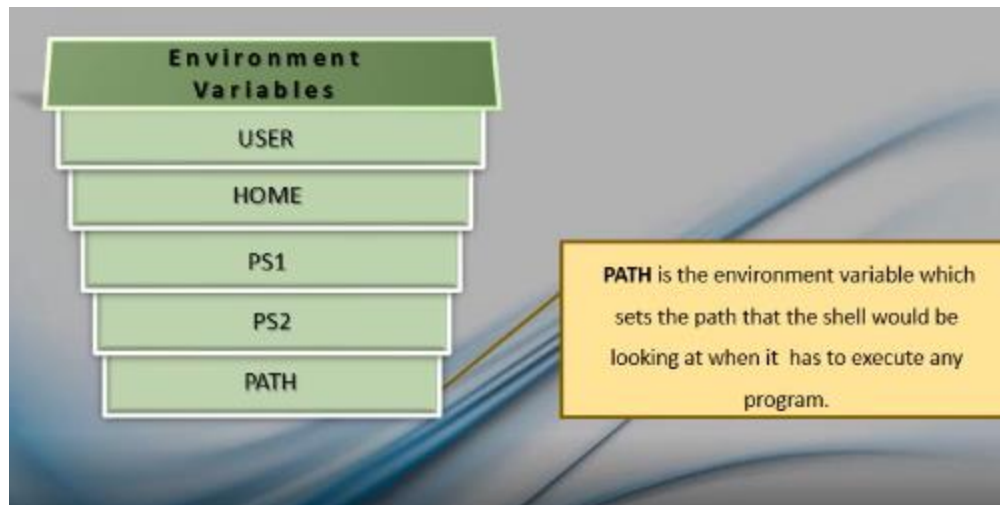 Environment
Variables
USER
HOME
PS1
PS2
PATH
PATH is the environment variable which
sets the path that the shell would be
looking at when it has to execute any
program.